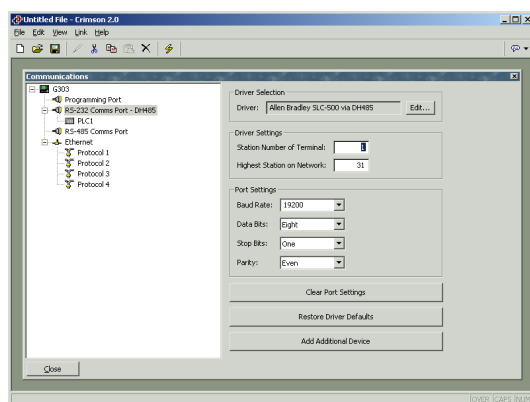 Untitled File - Crimson 2.0
File Edit View Link Help
Communications
G303
Programming Port
RS-232 Comms Port - DH485
PLC1
RS-485 Comms Port
Ethernet
Protocol 1
Protocol 2
Protocol 3
Protocol 4
Driver Selection
Driver: Allen Bradley SLC-500 via DH485 Edit...
Driver Settings
Station Number of Terminal: 1
Highest Station on Network: 31
Port Settings
Baud Rate: 19200
Data Bits: Eight
Stop Bits: One
Parity: Even
Clear Port Settings
Restore Driver Defaults
Add Additional Device
Close
OVER CAPS NUM